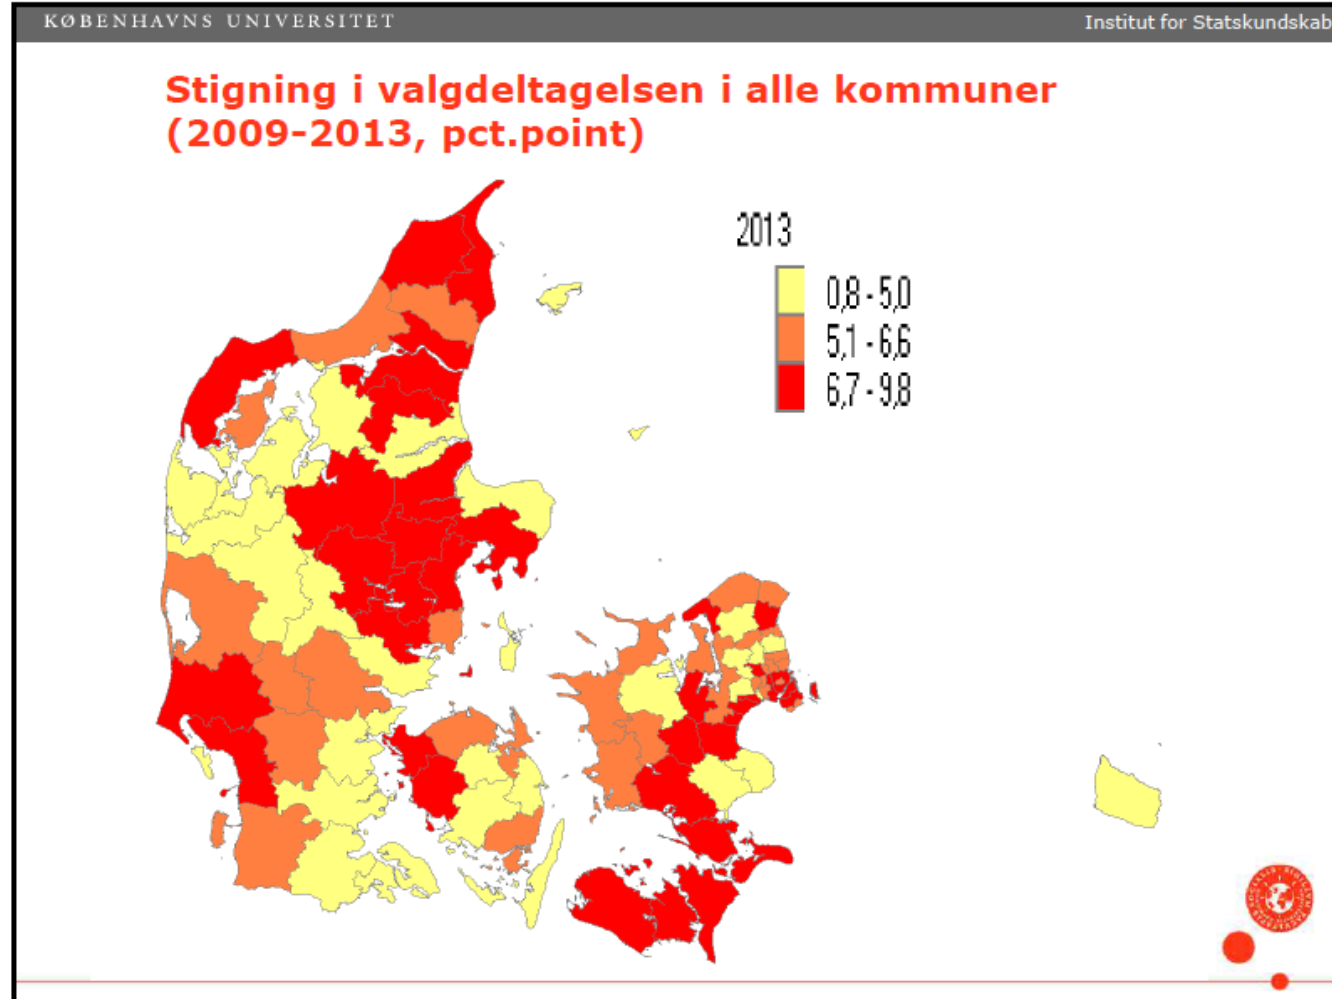 KØBENHAVNS UNIVERSITET
Institut for Statskundskab
Stigning i valgdeltagelsen i alle kommuner
(2009-2013, pct.point)
2013
0,8 - 5,0
5,1 - 6,6
6,7 - 9,8